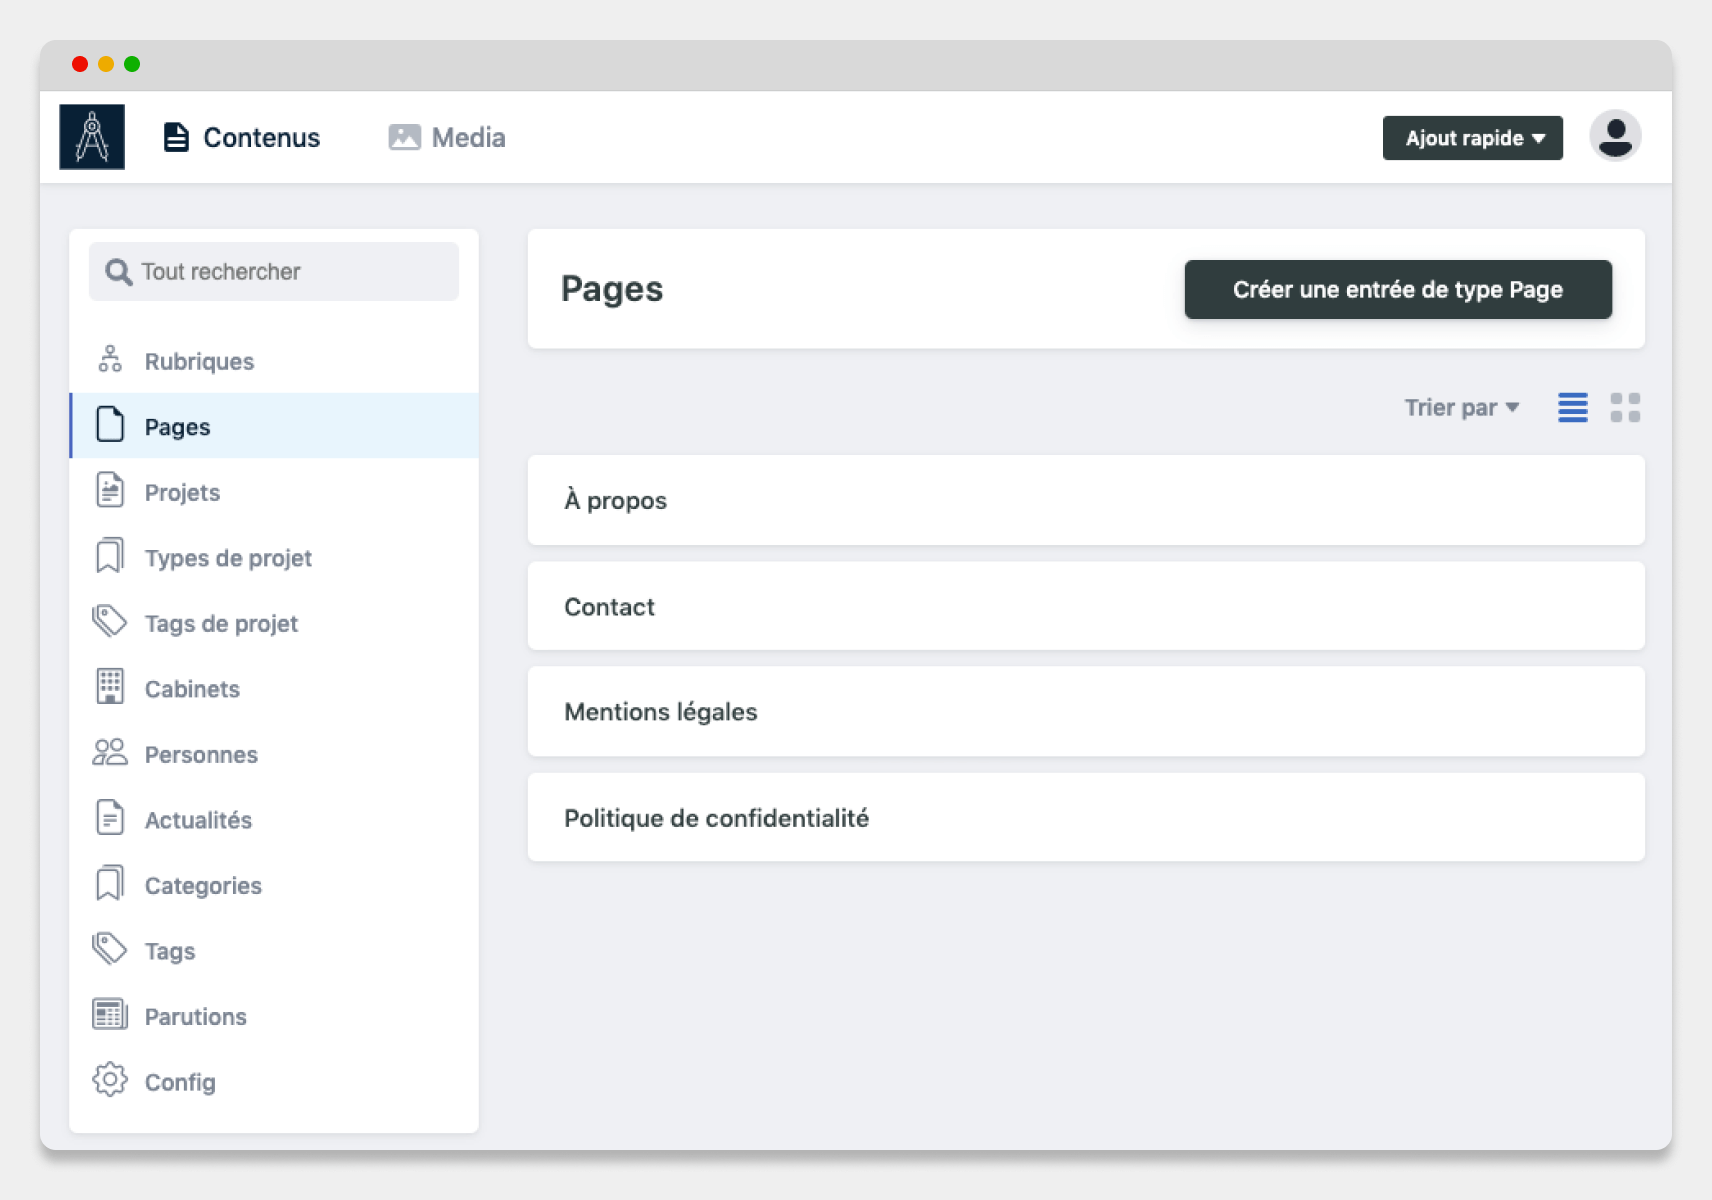 Contenus
Media
Ajout rapide
Tout rechercher
Rubriques
Pages
Projets
Types de projet
Tags de projet
Cabinets
Personnes
Actualités
Categories
Tags
Parutions
Config
Pages
Créer une entrée de type Page
Trier par
À propos
Contact
Mentions légales
Politique de confidentialité